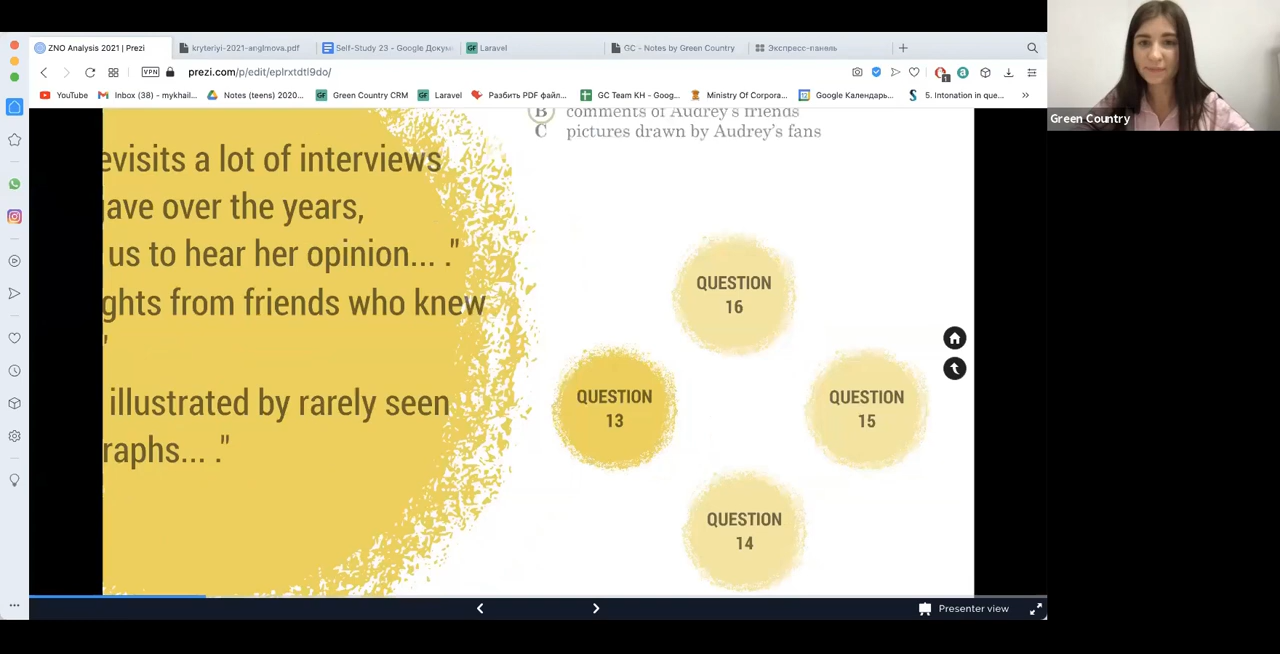 ZNO Analysis 2021 | Prezi
kryteriyi-2021-anglmova.pdf
Self-Study 23 - Google Докум
GF Laravel
GC - Notes by Green Country
Экспресс-панель
VPN prezi.com/p/edit/eplrxtdtl9do/
1
YouTube
Inbox (38) - mykhail...
Notes (teens) 2020...
GF Green Country CRM
GF Laravel
Разбить PDF файл...
GC Team KH - Goog...
Ministry Of Corpora...
Google Календарь...
5. Intonation in que...
B comments of Audrey's friends
C pictures drawn by Audrey's fans
evisits a lot of interviews
ave over the years,
us to hear her opinion... ."
ghts from friends who knew
"
illustrated by rarely seen
raphs... ."
QUESTION
16
QUESTION
13
QUESTION
15
QUESTION
14
Presenter view
Green Country